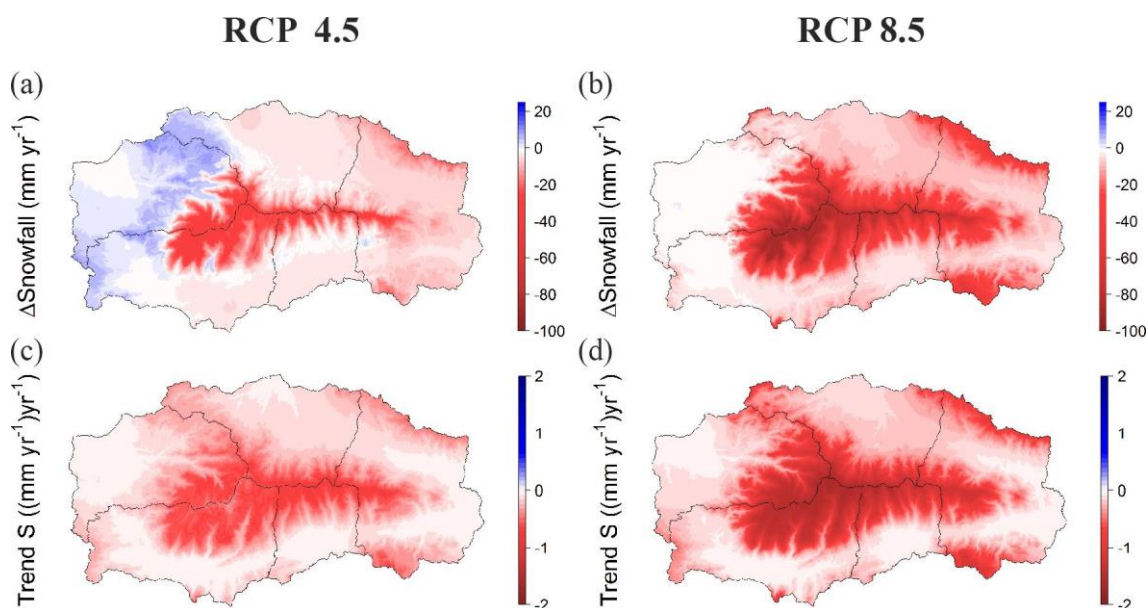 RCP 4.5
RCP 8.5
(a)
(b)
ΔSnowfall (mm yr-1)
20
0
-20
-40
-60
-80
-100
ΔSnowfall (mm yr-1)
20
0
-20
-40
-60
-80
-100
(c)
(d)
Trend S ((mm yr-1)yr-1)
2
1
0
-1
-2
Trend S ((mm yr-1)yr-1)
2
1
0
-1
-2